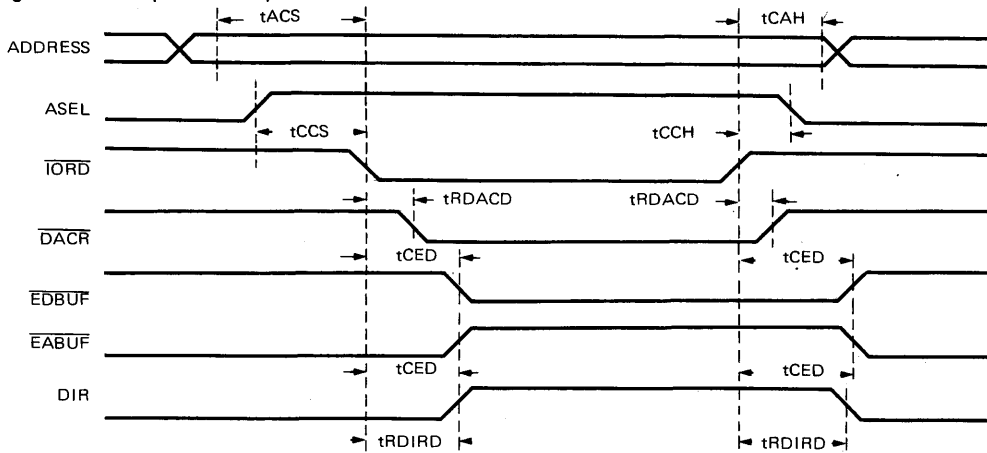 tACS
tCAH
ADDRESS
ASEL
tCCS
tCCH
IORD
tRDACD
tRDACD
DACR
tCED
tCED
EDBUF
EABUF
tCED
tCED
DIR
tRDIRD
tRDIRD